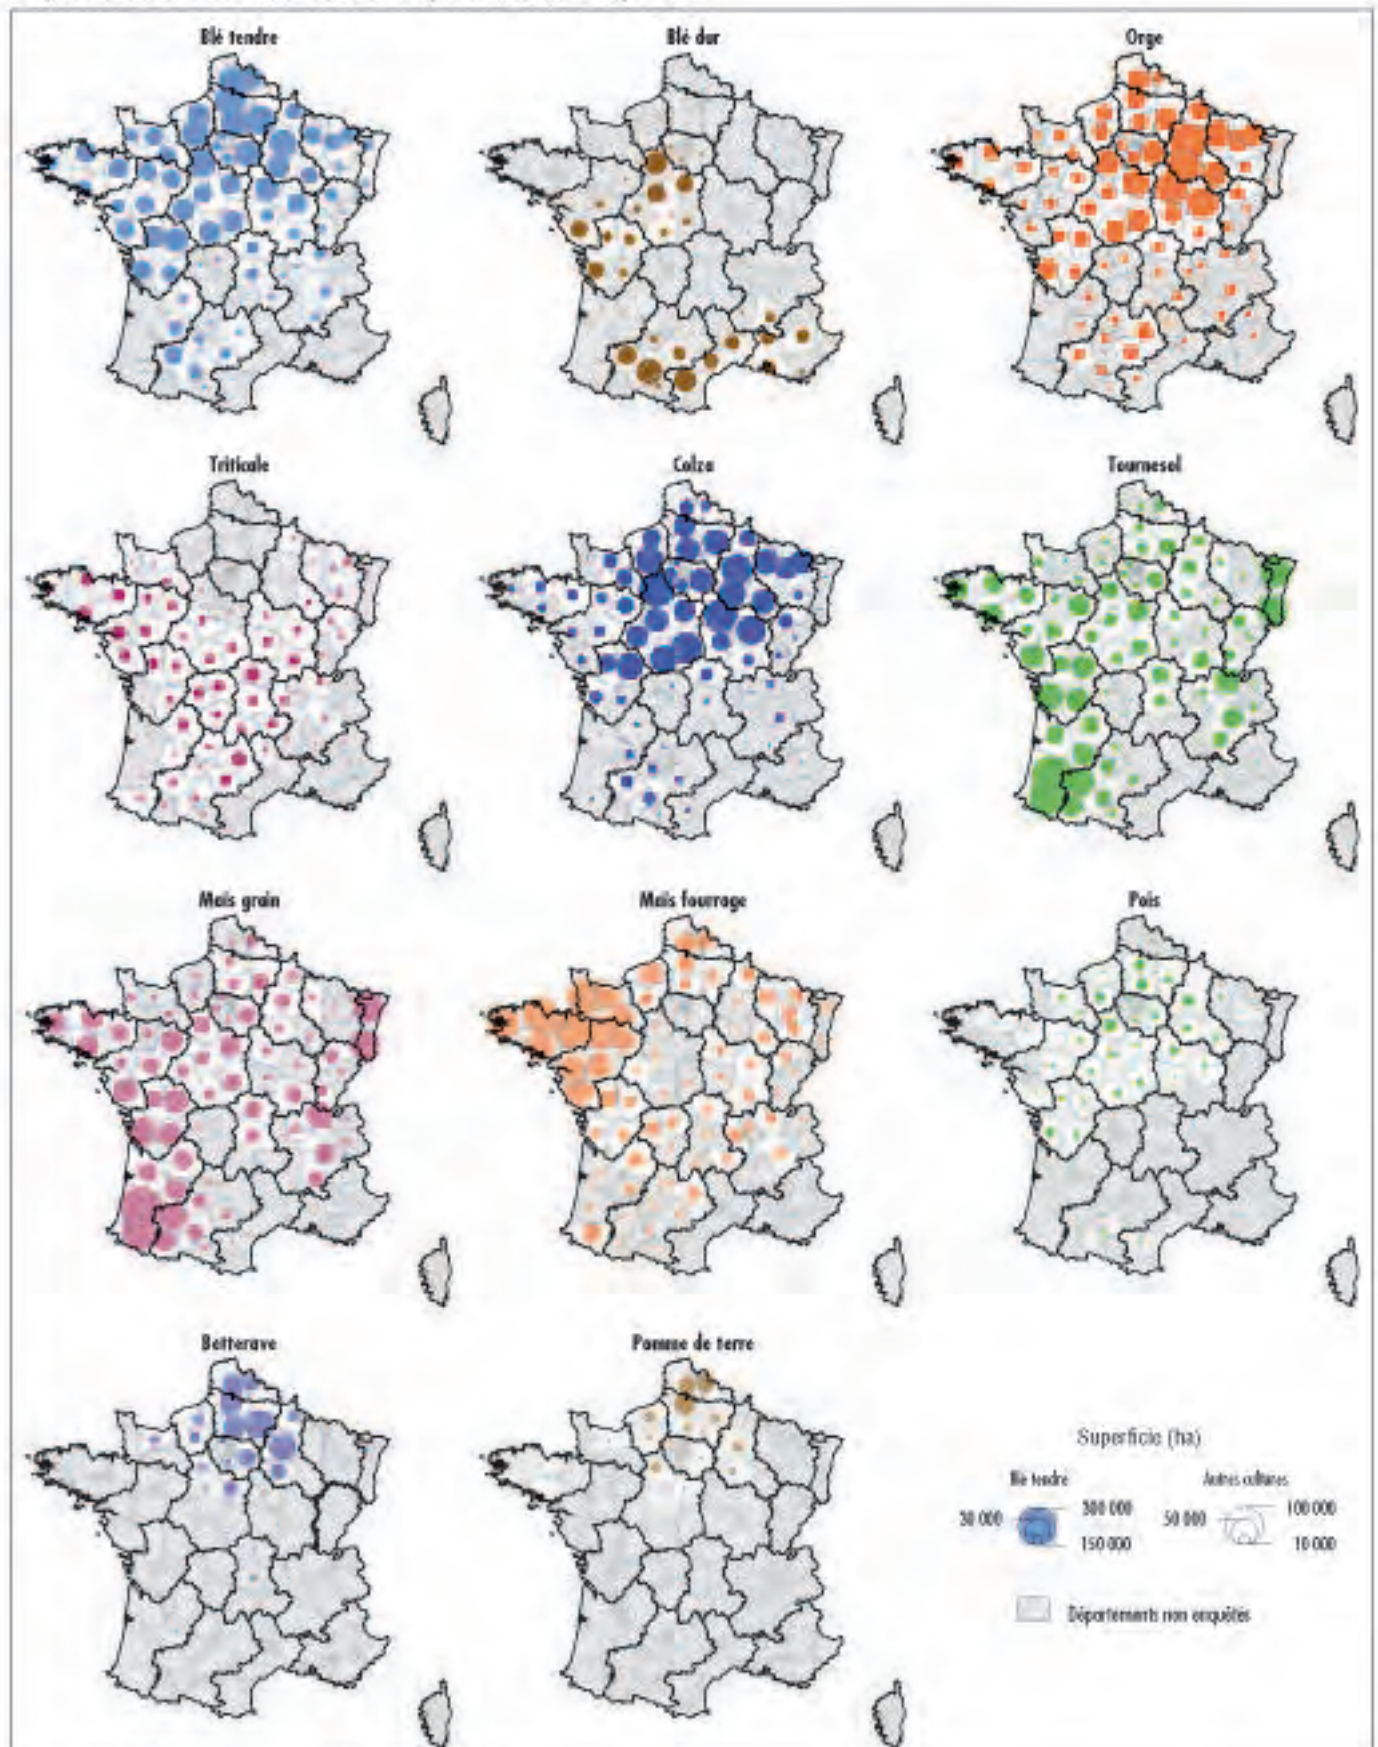 Blé tendre
Blé dur
Orge
Triticale
Colza
Tournesol
Maïs grain
Maïs fourrage
Pois
Betterave
Pomme de terre
Superficie (ha)
Blé tendre
Autres cultures
30 000
300 000
150 000
50 000
100 000
10 000
Départements non enquêtés